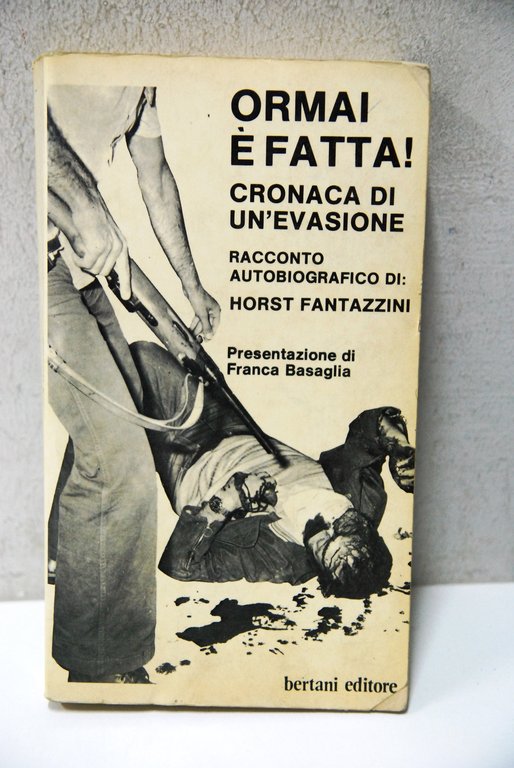 ORMAI
È FATTA!
CRONACA DI
UN'EVASIONE
RACCONTO
AUTOBIOGRAFICO DI:
HORST FANTAZZINI
Presentazione di
Franca Basaglia
bertani editore